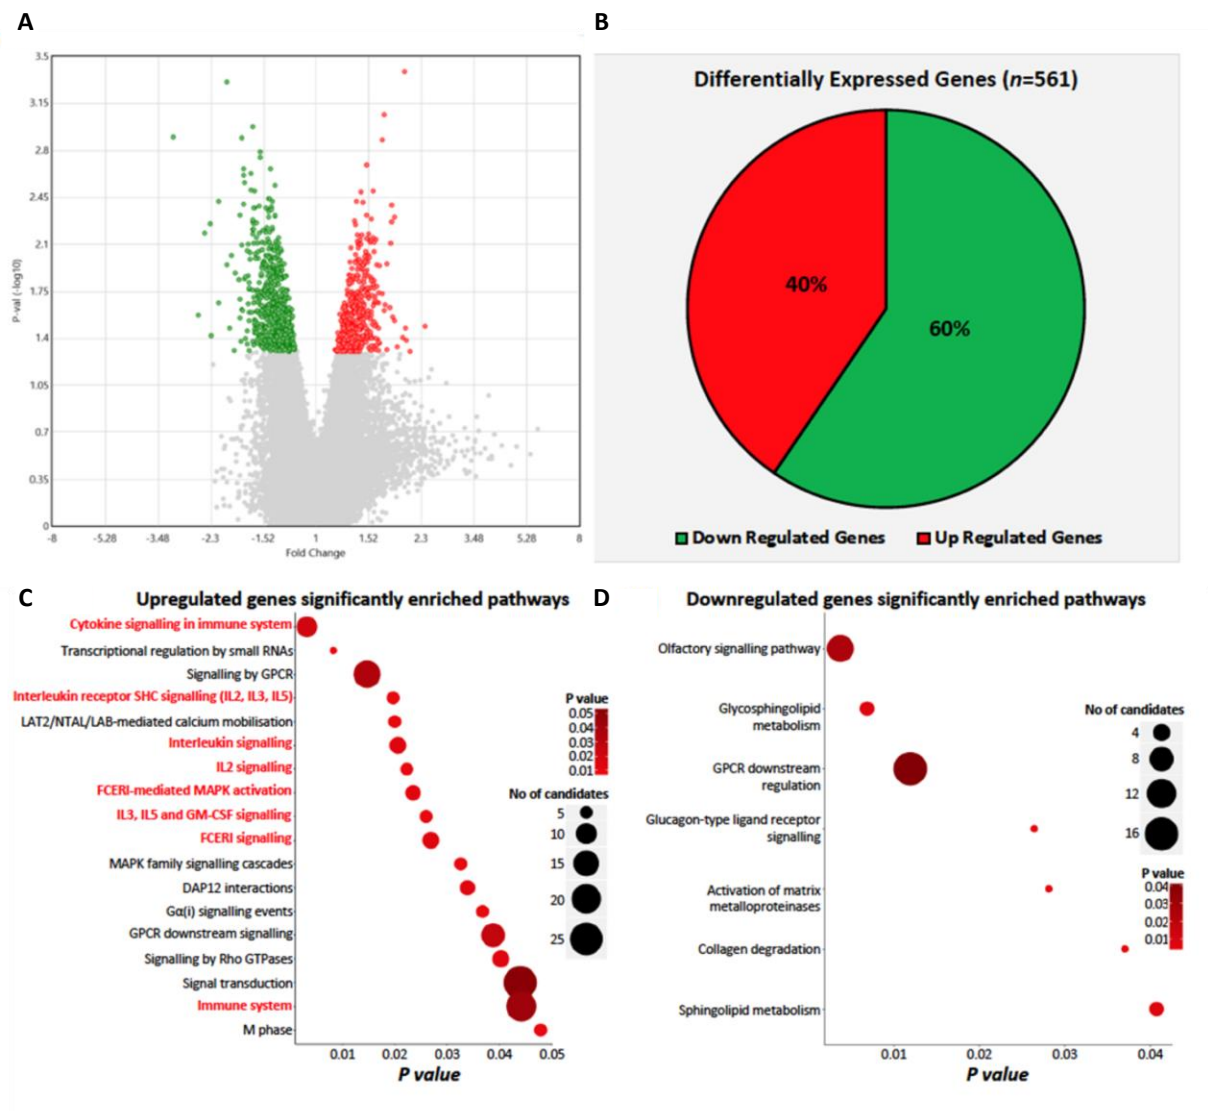 A
B
3.5
3.15
2.8
2.45
2.1
1.75
1.4
1.05
0.7
0.35
0
P-val (-log10)
-8
-5.28
-3.48
-2.3
-1.52
1
1.52
2.3
3.48
5.28
8
Fold Change
Differentially Expressed Genes (n=561)
40%
60%
Down Regulated Genes
Up Regulated Genes
C
Upregulated genes significantly enriched pathways
Cytokine signalling in immune system
Transcriptional regulation by small RNAs
Signalling by GPCR
Interleukin receptor SHC signalling (IL2, IL3, IL5)
LAT2/NTAL/LAB-mediated calcium mobilisation
Interleukin signalling
IL2 signalling
FCERI-mediated MAPK activation
IL3, IL5 and GM-CSF signalling
FCERI signalling
MAPK family signalling cascades
DAP12 interactions
Gα(i) signalling events
GPCR downstream signalling
Signalling by Rho GTPases
Signal transduction
Immune system
M phase
0.01
0.02
0.03
0.04
0.05
P value
P value
0.05
0.04
0.03
0.02
0.01
No of candidates
5
10
15
20
25
D
Downregulated genes significantly enriched pathways
Olfactory signalling pathway
Glycosphingolipid
metabolism
GPCR downstream
regulation
Glucagon-type ligand receptor
signalling
Activation of matrix
metalloproteinases
Collagen degradation
Sphingolipid metabolism
0.01
0.02
0.03
0.04
P value
No of candidates
4
8
12
16
P value
0.04
0.03
0.02
0.01